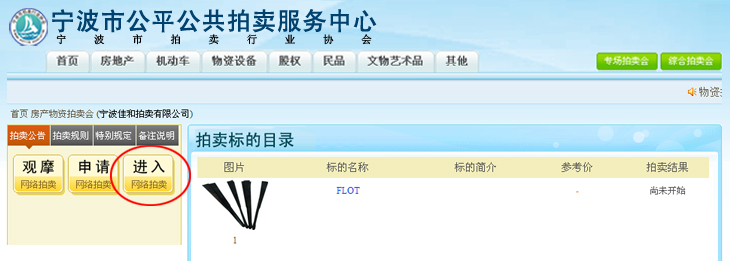 宁波市公平公共拍卖服务中心
宁波市拍卖行业协会
首页 房地产 机动车 物资设备 股权 民品 文物艺术品 其他
专场拍卖会 综合拍卖会
物资
首页 房产物资拍卖会 (宁波佳和拍卖有限公司)
拍卖公告 拍卖规则 特别规定 备注说明
观摩 申请 进入
网络拍卖 网络拍卖 网络拍卖
拍卖标的目录
图片 标的名称 标的简介 参考价 拍卖结果
FLOT - 尚未开始
1